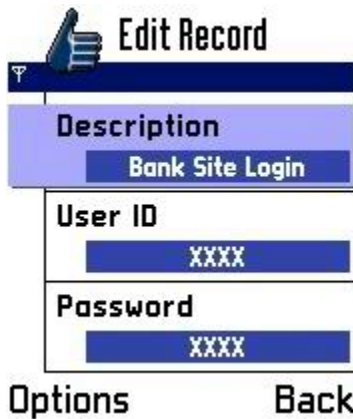 Edit Record
Description
Bank Site Login
User ID
XXXX
Password
XXXX
Options Back